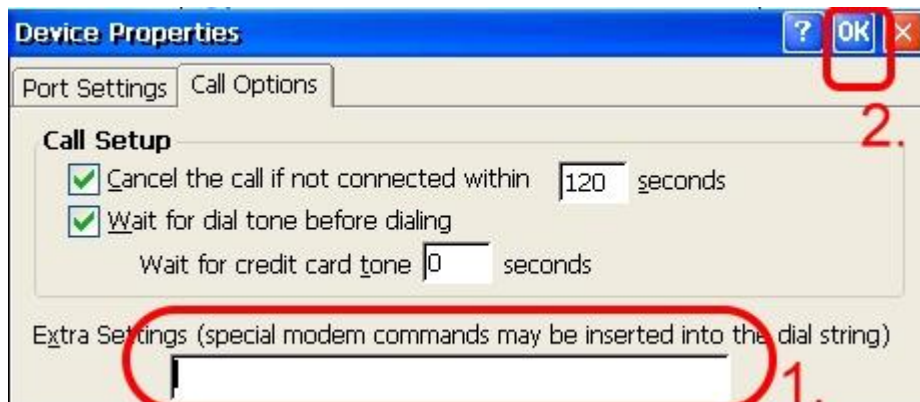 Device Properties ? OK ×
2.
Port Settings Call Options
Call Setup
Cancel the call if not connected within 120 seconds
Wait for dial tone before dialing
Wait for credit card tone 0 seconds
Extra Settings (special modem commands may be inserted into the dial string)
1.